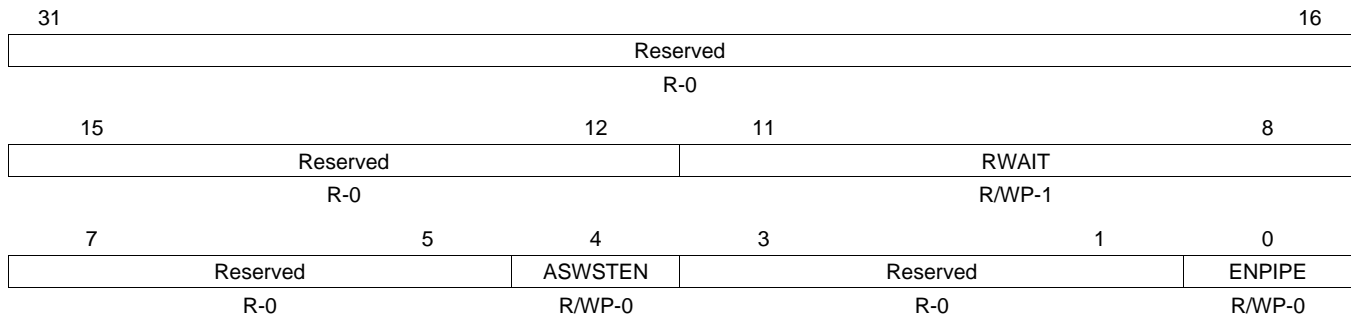 31 16
Reserved
R-0
15 12 11 8
Reserved RWAIT
R-0 R/WP-1
7 5 4 3 1 0
Reserved ASWSTEN Reserved ENPIPE
R-0 R/WP-0 R-0 R/WP-0